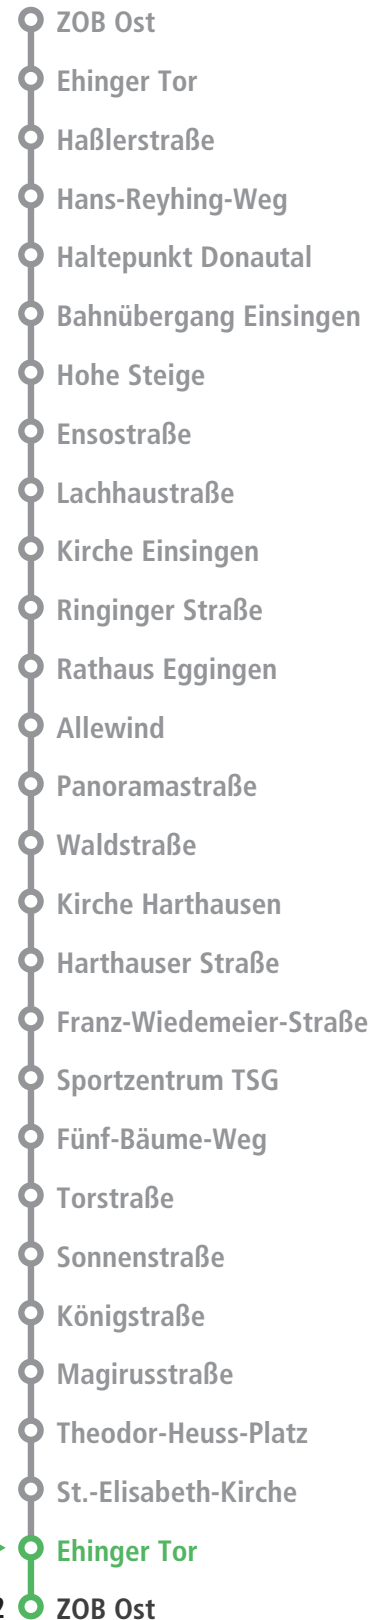 ZOB Ost
Ehinger Tor
Haßlerstraße
Hans-Reyhing-Weg
Haltepunkt Donautal
Bahnübergang Einsingen
Hohe Steige
Ensostraße
Lachhaustraße
Kirche Einsingen
Ringinger Straße
Rathaus Eggingen
Allewind
Panoramastraße
Waldstraße
Kirche Harthausen
Harthauser Straße
Franz-Wiedemeier-Straße
Sportzentrum TSG
Fünf-Bäume-Weg
Torstraße
Sonnenstraße
Königstraße
Magirusstraße
Theodor-Heuss-Platz
St.-Elisabeth-Kirche
Ehinger Tor
2 ZOB Ost